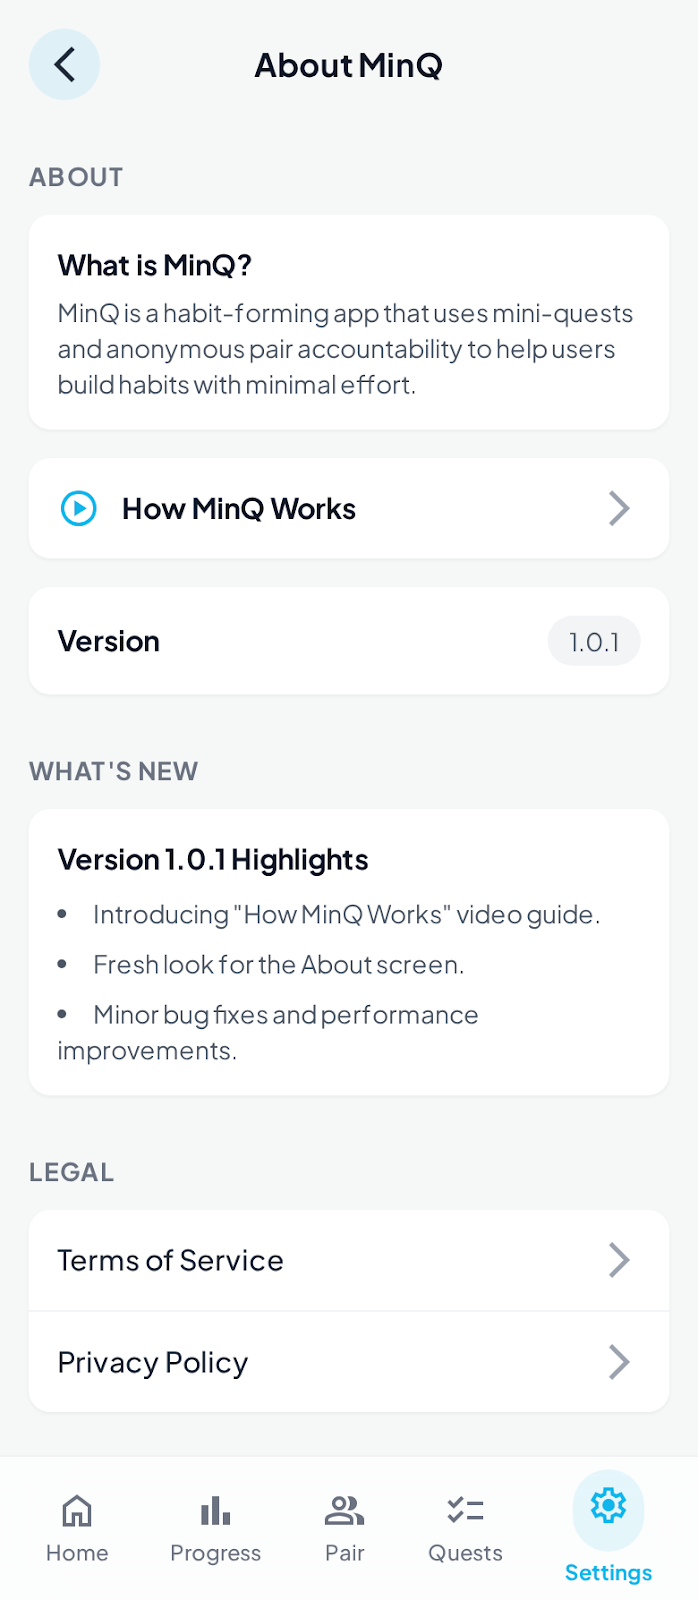 About MinQ
ABOUT
What is MinQ?
MinQ is a habit-forming app that uses mini-quests
and anonymous pair accountability to help users
build habits with minimal effort.
How MinQ Works
Version
1.0.1
WHAT'S NEW
Version 1.0.1 Highlights
• Introducing "How MinQ Works" video guide.
• Fresh look for the About screen.
• Minor bug fixes and performance
improvements.
LEGAL
Terms of Service
Privacy Policy
Home
Progress
Pair
Quests
Settings